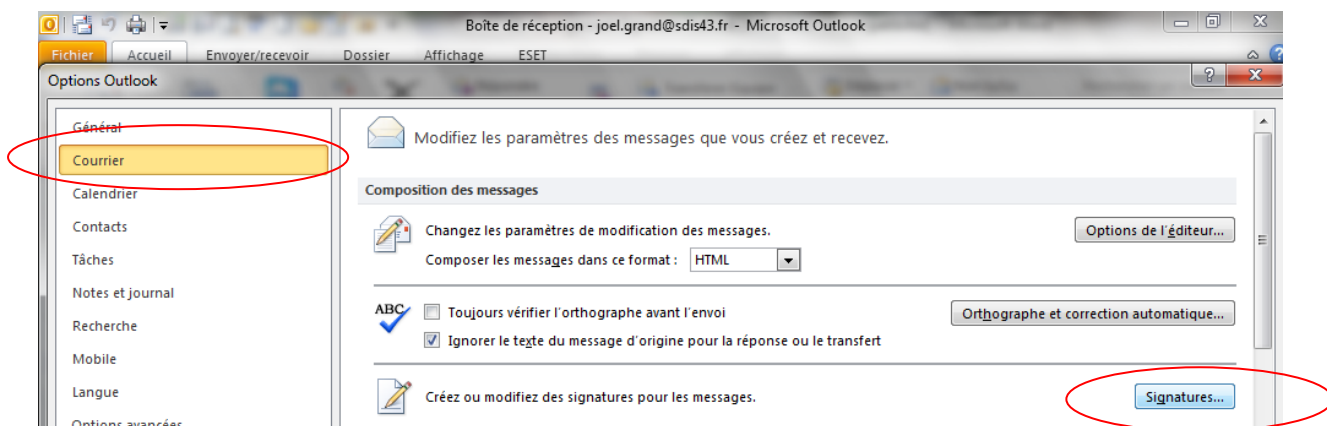 Boîte de réception - joel.grand@sdis43.fr - Microsoft Outlook
Fichier Accueil Envoyer/recevoir Dossier Affichage ESET
Options Outlook
Général
Modifiez les paramètres des messages que vous créez et recevez.
Courrier
Calendrier
Composition des messages
Contacts
Changez les paramètres de modification des messages.
Options de l'éditeur...
Tâches
Composer les messages dans ce format : HTML
Notes et journal
ABC
Toujours vérifier l'orthographe avant l'envoi
Orthographe et correction automatique...
Recherche
Ignorer le texte du message d'origine pour la réponse ou le transfert
Mobile
Langue
Créez ou modifiez des signatures pour les messages.
Signatures...
Options avancées